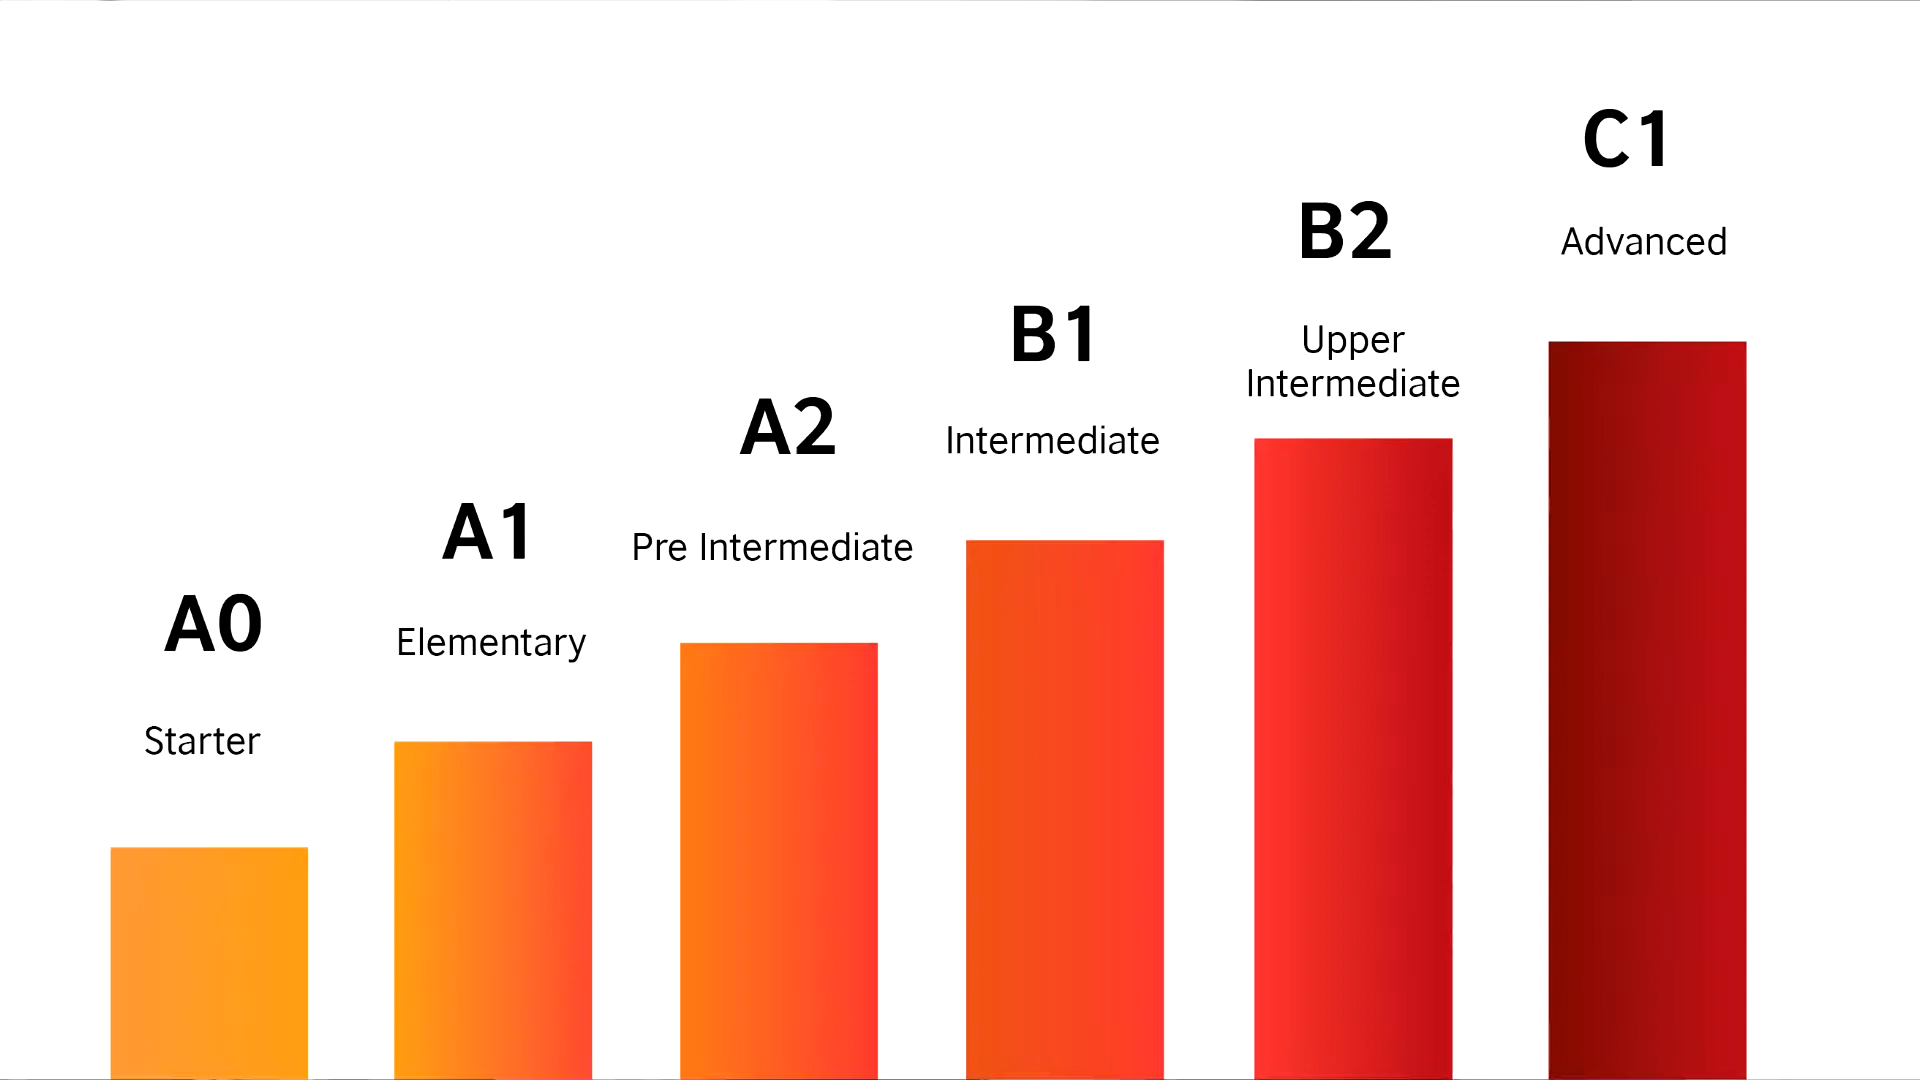 A0
Starter
A1
Elementary
A2
Pre Intermediate
B1
Intermediate
B2
Upper
Intermediate
C1
Advanced